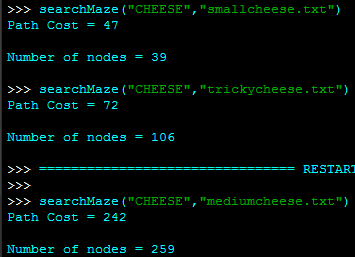 >>> searchMaze("CHEESE","smallcheese.txt")
Path Cost = 47
Number of nodes = 39
>>> searchMaze("CHEESE","trickycheese.txt")
Path Cost = 72
Number of nodes = 106
>>> ================================ RESTART
>>>
>>> searchMaze("CHEESE","mediumcheese.txt")
Path Cost = 242
Number of nodes = 259